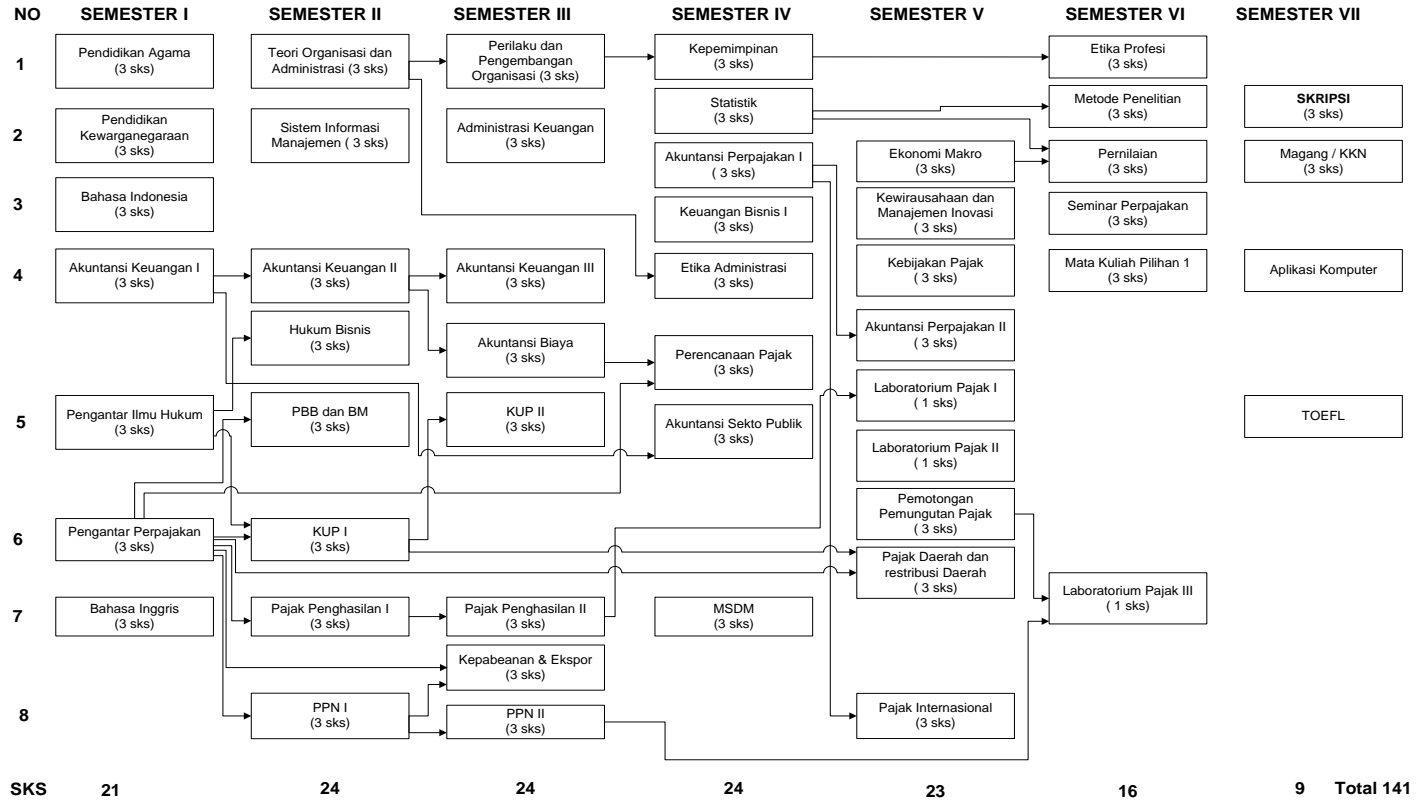 NO SEMESTER I SEMESTER II SEMESTER III SEMESTER IV SEMESTER V SEMESTER VI SEMESTER VII
1
Pendidikan Agama
(3 sks)
Teori Organisasi dan
Administrasi (3 sks)
Perilaku dan
Pengembangan
Organisasi (3 sks)
Kepemimpinan
(3 sks)
Etika Profesi
(3 sks)
2
Pendidikan
Kewarganegaraan
(3 sks)
Sistem Informasi
Manajemen ( 3 sks)
Administrasi Keuangan
(3 sks)
Statistik
(3 sks)
Metode Penelitian
(3 sks)
SKRIPSI
(3 sks)
Akuntansi Perpajakan I
( 3 sks)
Ekonomi Makro
(3 sks)
Pernilaian
(3 sks)
Magang / KKN
(3 sks)
3
Bahasa Indonesia
(3 sks)
Keuangan Bisnis I
(3 sks)
Kewirausahaan dan
Manajemen Inovasi
( 3 sks)
Seminar Perpajakan
(3 sks)
4
Akuntansi Keuangan I
(3 sks)
Akuntansi Keuangan II
(3 sks)
Akuntansi Keuangan III
(3 sks)
Etika Administrasi
(3 sks)
Kebijakan Pajak
(3 sks)
Mata Kuliah Pilihan 1
(3 sks)
Aplikasi Komputer
Hukum Bisnis
(3 sks)
Akuntansi Biaya
(3 sks)
Perencanaan Pajak
(3 sks)
Akuntansi Perpajakan II
( 3 sks)
5
Pengantar Ilmu Hukum
(3 sks)
PBB dan BM
(3 sks)
KUP II
(3 sks)
Akuntansi Sekto Publik
(3 sks)
Laboratorium Pajak I
( 1 sks)
TOEFL
Laboratorium Pajak II
( 1 sks)
6
Pengantar Perpajakan
(3 sks)
KUP I
(3 sks)
Pemotongan
Pemungutan Pajak
( 3 sks)
Pajak Daerah dan
restribusi Daerah
( 3 sks)
7
Bahasa Inggris
(3 sks)
Pajak Penghasilan I
(3 sks)
Pajak Penghasilan II
(3 sks)
MSDM
(3 sks)
Laboratorium Pajak III
( 1 sks)
Kepabeanan & Ekspor
(3 sks)
8
PPN I
(3 sks)
PPN II
(3 sks)
Pajak Internasional
(3 sks)
SKS 21 24 24 24 23 16 9 Total 141